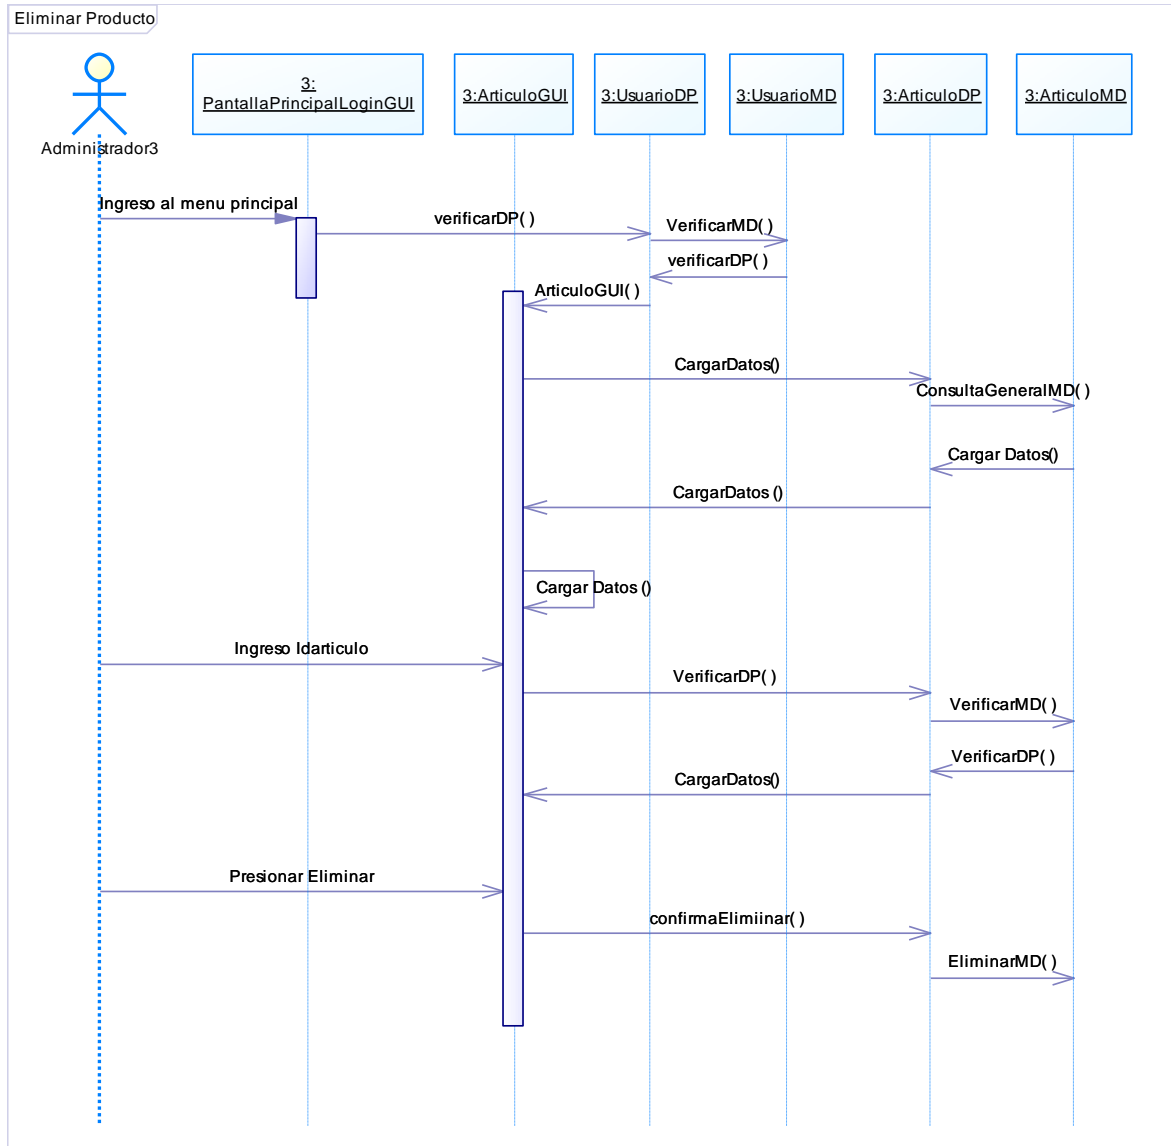 Eliminar Producto
3:
PantallaPrincipalLoginGUI
3:ArticuloGUI
3:UsuarioDP
3:UsuarioMD
3:ArticuloDP
3:ArticuloMD
Administrador3
Ingreso al menu principal
verificarDP( )
VerificarMD( )
verificarDP( )
ArticuloGUI( )
CargarDatos()
ConsultaGeneralMD( )
Cargar Datos()
CargarDatos ()
Cargar Datos ()
Ingreso Idarticulo
VerificarDP( )
VerificarMD( )
VerificarDP( )
CargarDatos()
Presionar Eliminar
confirmaElimiinar( )
EliminarMD( )